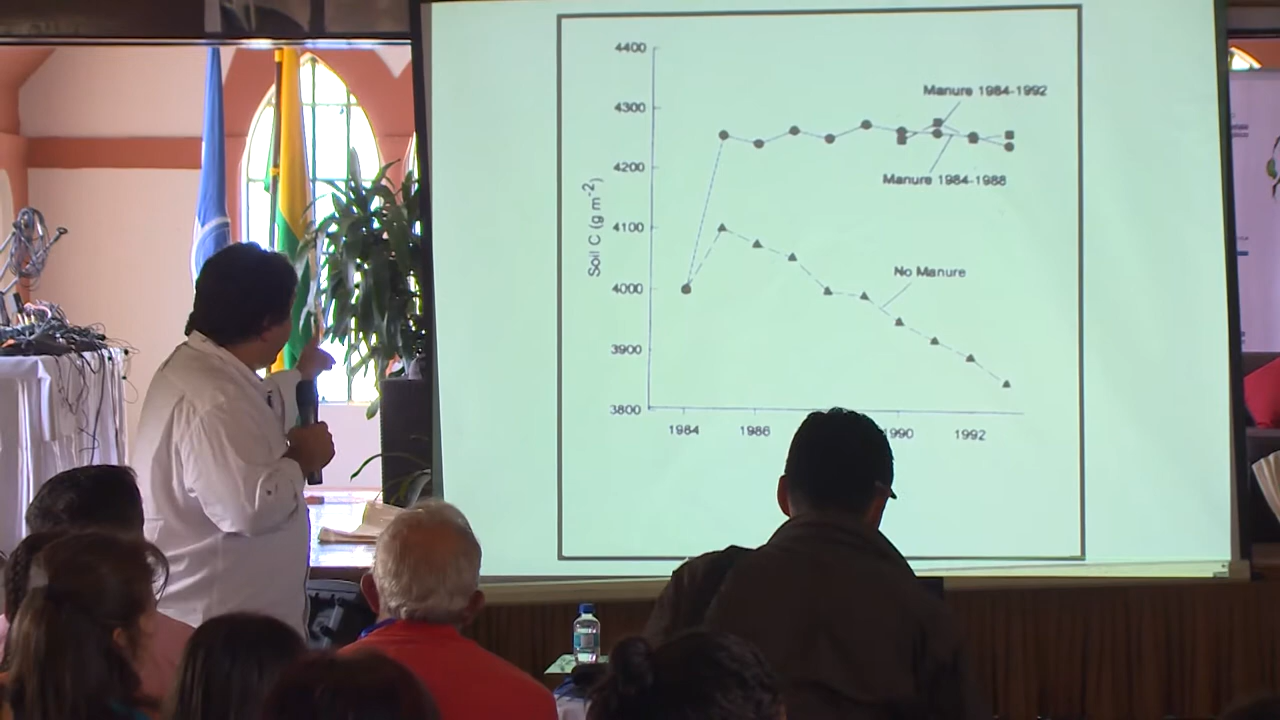 4400
4300
4200
4100
4000
3900
3800
Soil C (g m⁻²)
Manure 1984-1992
Manure 1984-1988
No Manure
1984
1986
1990
1992